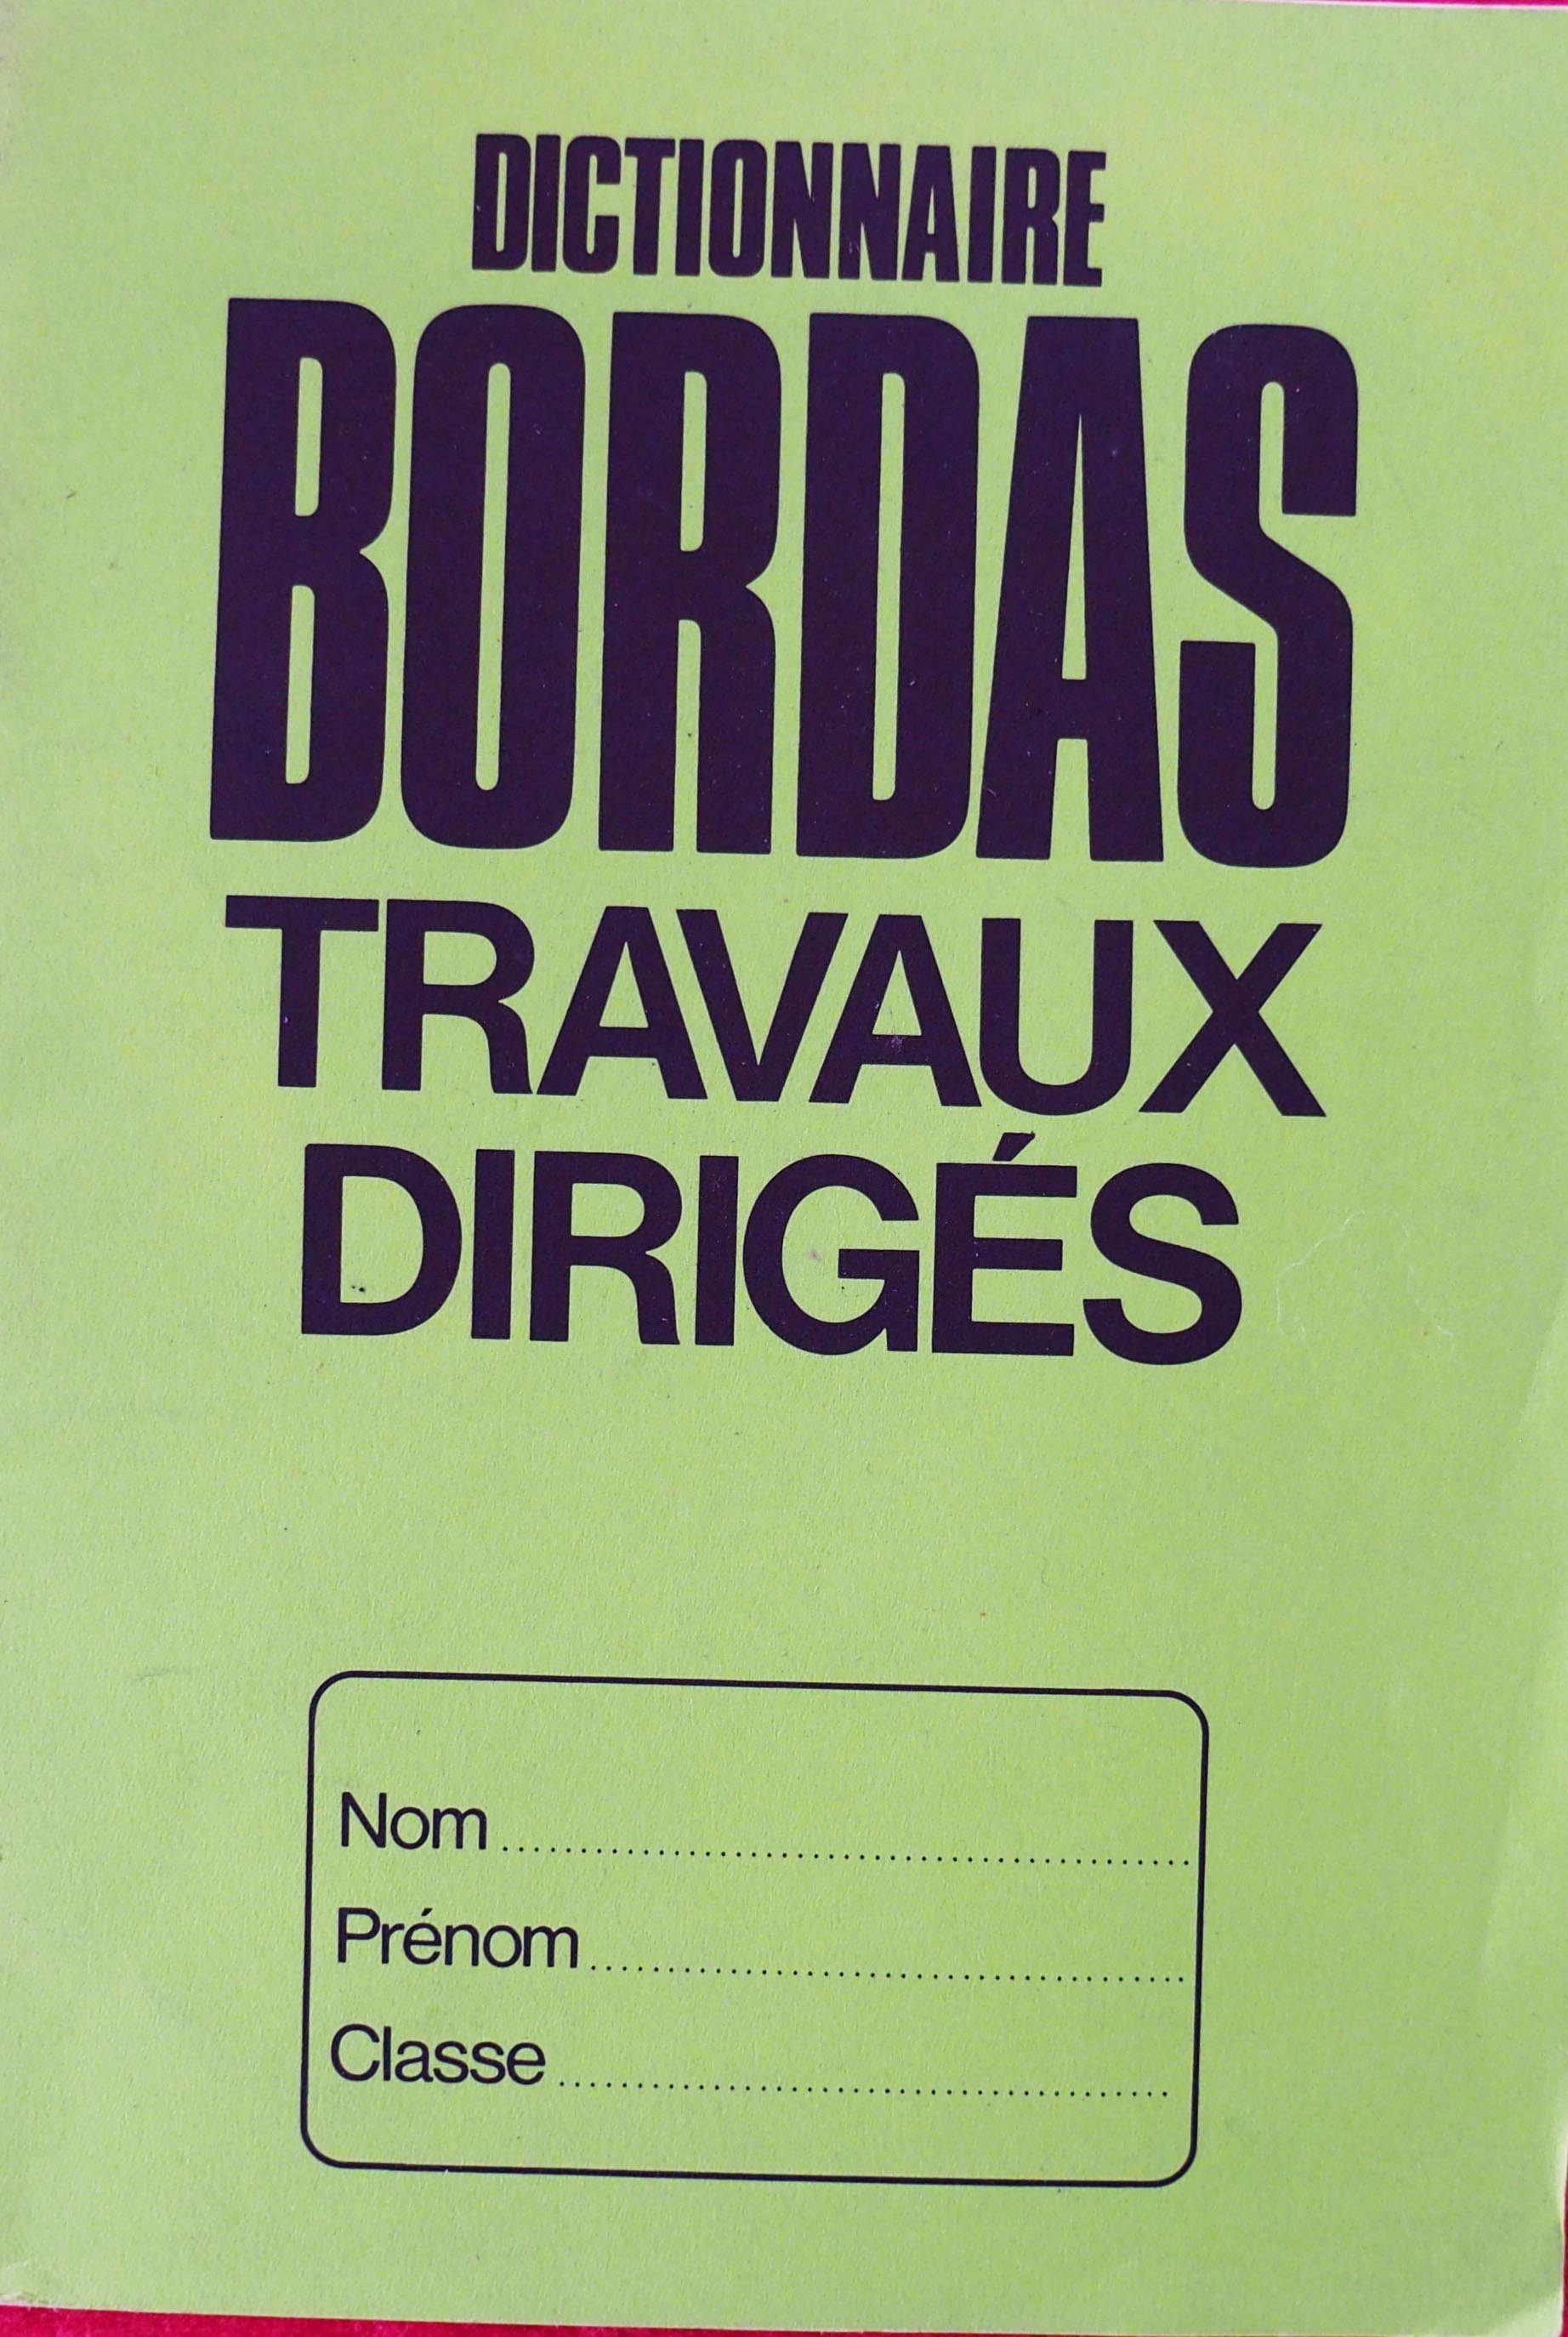 DICTIONNAIRE
BORDAS
TRAVAUX
DIRIGÉS
Nom
Prénom
Classe